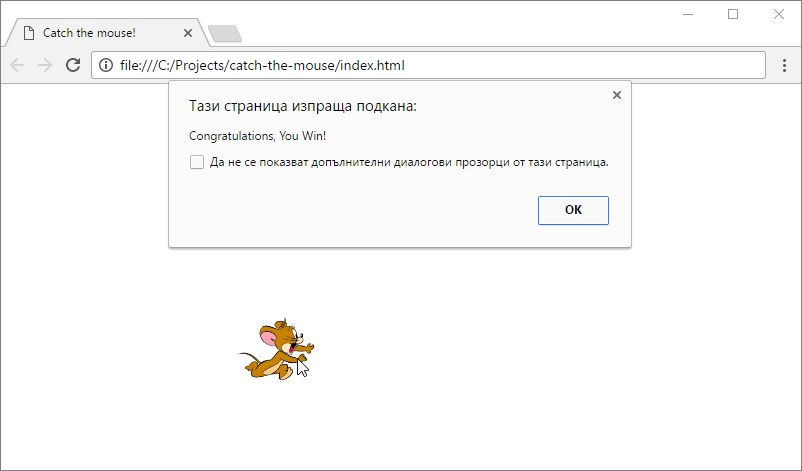 Catch the mouse!
file:///C:/Projects/catch-the-mouse/index.html
Тази страница изпраща подкана:
Congratulations, You Win!
Да не се показват допълнителни диалогови прозорци от тази страница.
OK